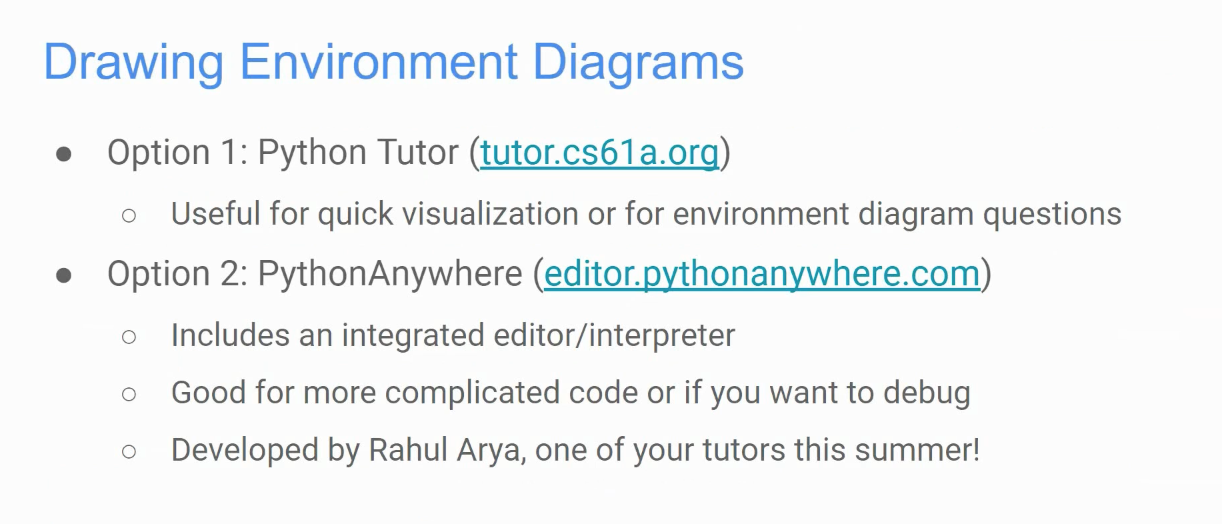 Drawing Environment Diagrams
● Option 1: Python Tutor (tutor.cs61a.org)
○ Useful for quick visualization or for environment diagram questions
● Option 2: PythonAnywhere (editor.pythonanywhere.com)
○ Includes an integrated editor/interpreter
○ Good for more complicated code or if you want to debug
○ Developed by Rahul Arya, one of your tutors this summer!